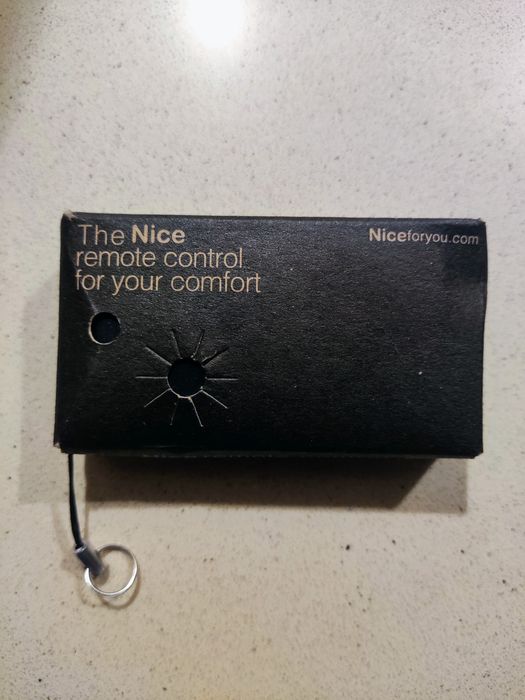 The Nice
remote control
for your comfort
Niceforyou.com